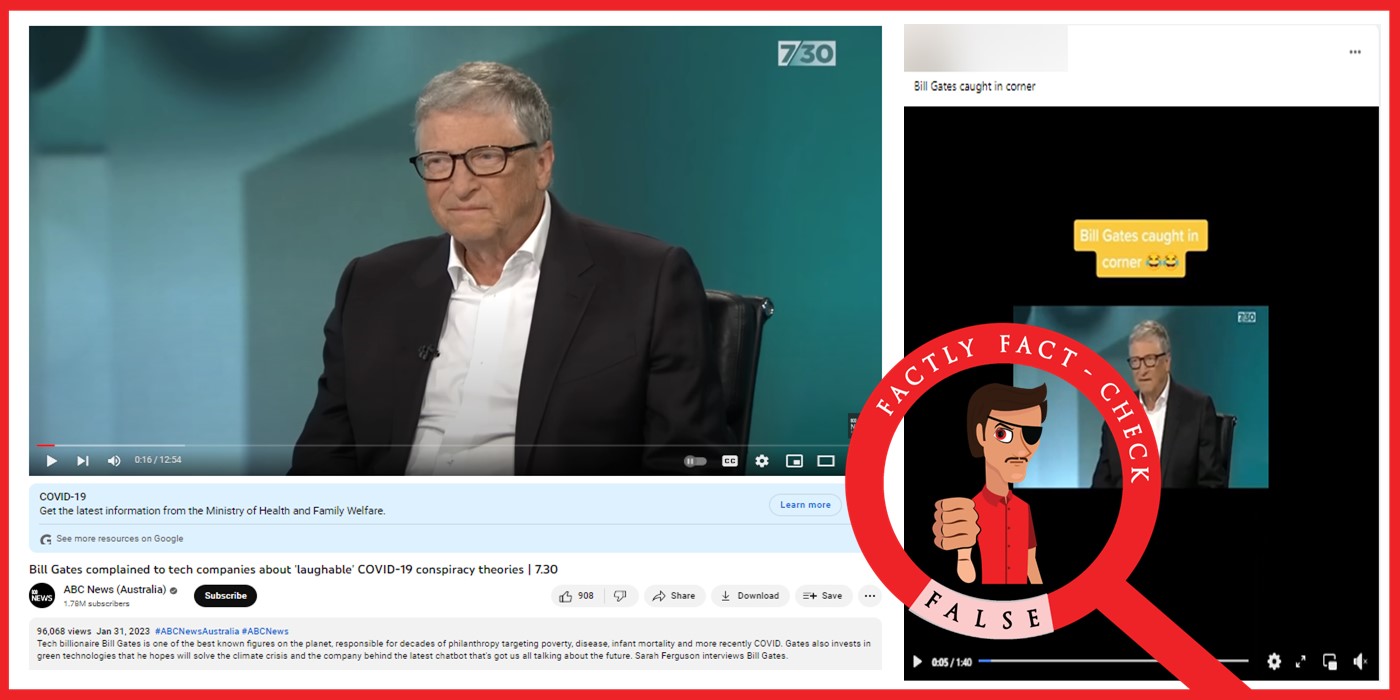 7/30
0:16 / 12:54
CC
COVID-19
Get the latest information from the Ministry of Health and Family Welfare.
Learn more
See more resources on Google
Bill Gates complained to tech companies about 'laughable' COVID-19 conspiracy theories | 7.30
NEWS
ABC News (Australia)
1.78M subscribers
Subscribe
908
Share
Download
Save
96,068 views Jan 31, 2023 #ABCNewsAustralia #ABCNews
Tech billionaire Bill Gates is one of the best known figures on the planet, responsible for decades of philanthropy targeting poverty, disease, infant mortality and more recently COVID. Gates also invests in
green technologies that he hopes will solve the climate crisis and the company behind the latest chatbot that's got us all talking about the future. Sarah Ferguson interviews Bill Gates.
Bill Gates caught in corner
Bill Gates caught in
corner 😂😂
7/30
FACTLY FACT-CHECK
FALSE
0:05 / 1:40